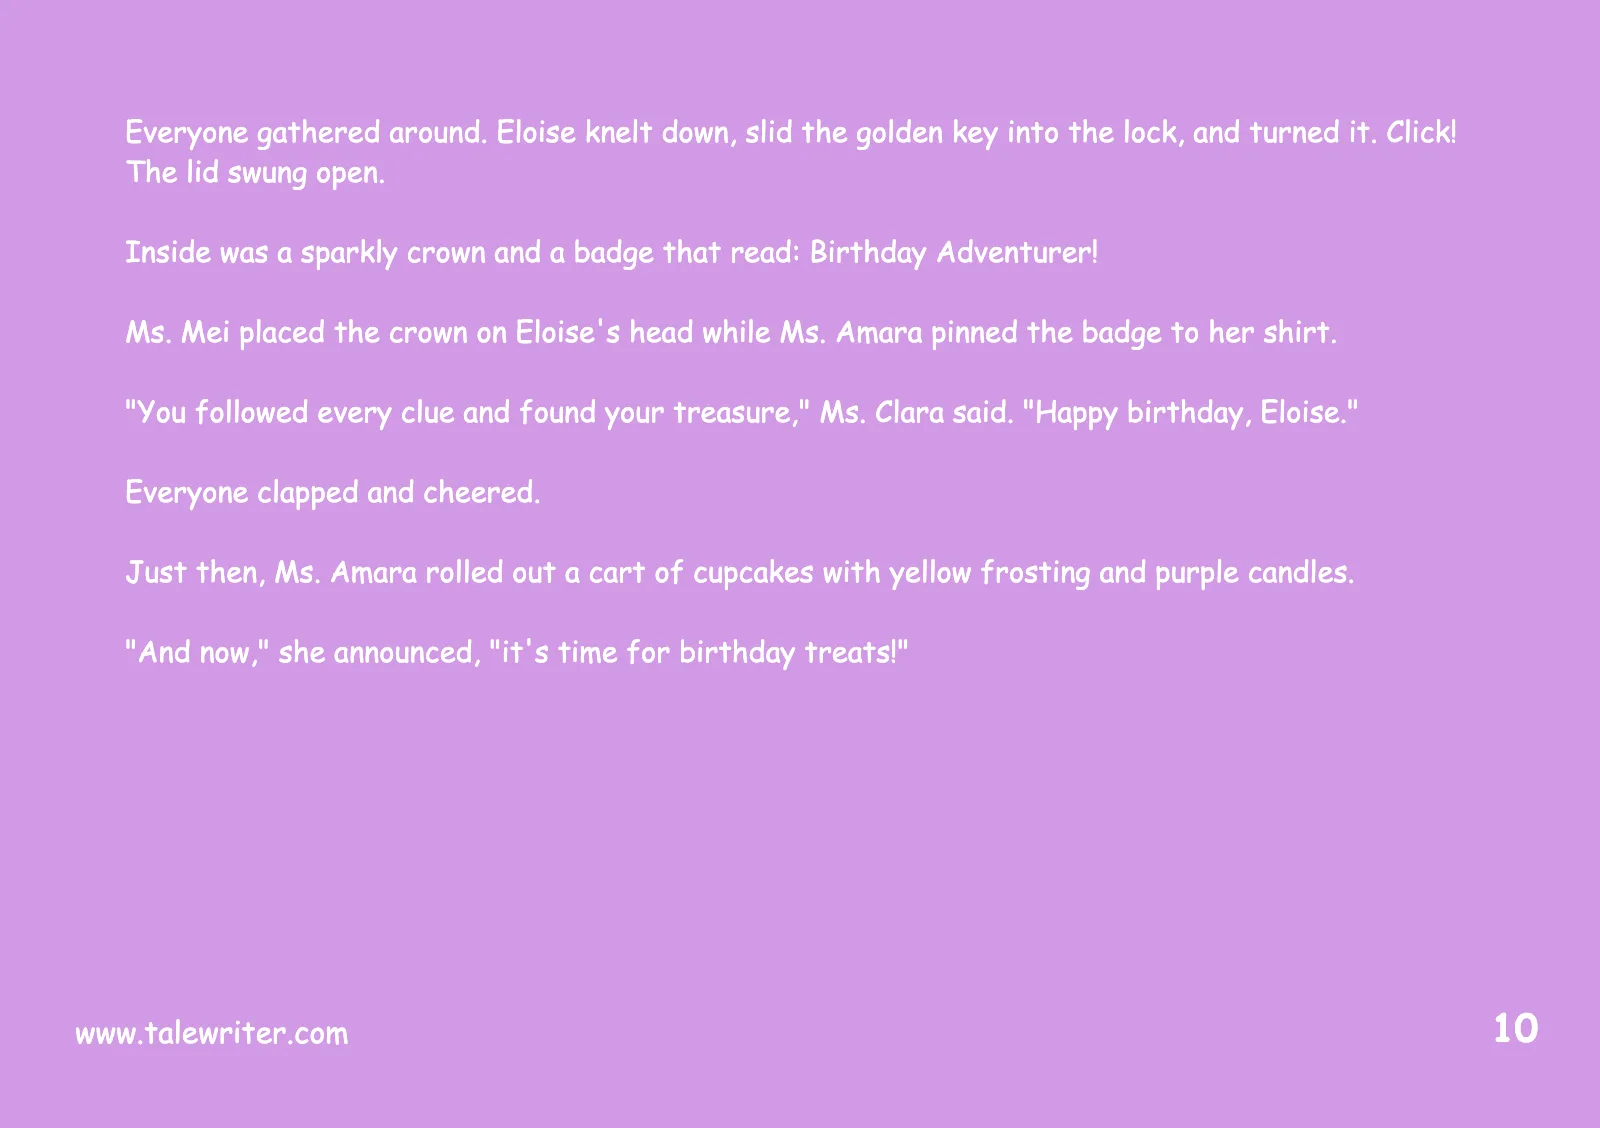 Everyone gathered around. Eloise knelt down, slid the golden key into the lock, and turned it. Click!
The lid swung open.
Inside was a sparkly crown and a badge that read: Birthday Adventurer!
Ms. Mei placed the crown on Eloise's head while Ms. Amara pinned the badge to her shirt.
"You followed every clue and found your treasure," Ms. Clara said. "Happy birthday, Eloise."
Everyone clapped and cheered.
Just then, Ms. Amara rolled out a cart of cupcakes with yellow frosting and purple candles.
"And now," she announced, "it's time for birthday treats!"
www.talewriter.com
10